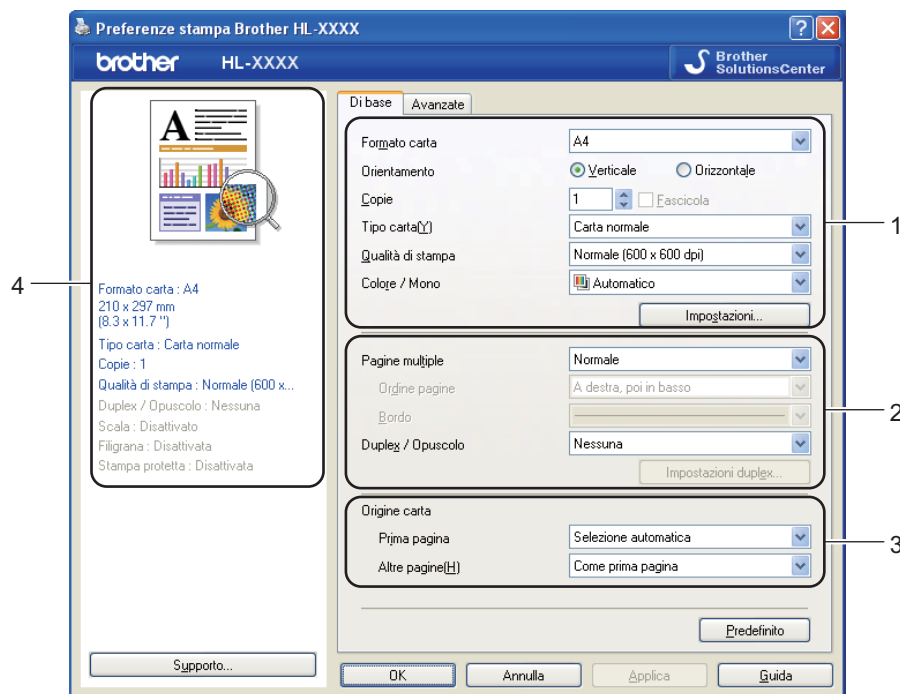 Preferenze stampa Brother HL-XXXX
brother HL-XXXX
Brother
SolutionsCenter
A
Formato carta : A4
210 x 297 mm
(8.3 x 11.7 ")
Tipo carta : Carta normale
Copie : 1
Qualità di stampa : Normale (600 x...
Duplex / Opuscolo : Nessuna
Scala : Disattivato
Filigrana : Disattivata
Stampa protetta : Disattivata
4
Supporto...
Di base Avanzate
Formato carta A4
Orientamento Verticale Orizzontale
Copie 1 Fascicola
Tipo carta(Y) Carta normale
Qualità di stampa Normale (600 x 600 dpi)
Colore / Mono Automatico
Impostazioni...
1
Pagine multiple Normale
Ordine pagine A destra, poi in basso
Bordo
Duplex / Opuscolo Nessuna
Impostazioni duplex...
2
Origine carta
Prima pagina Selezione automatica
Altre pagine(H) Come prima pagina
3
Predefinito
OK Annulla Applica Guida